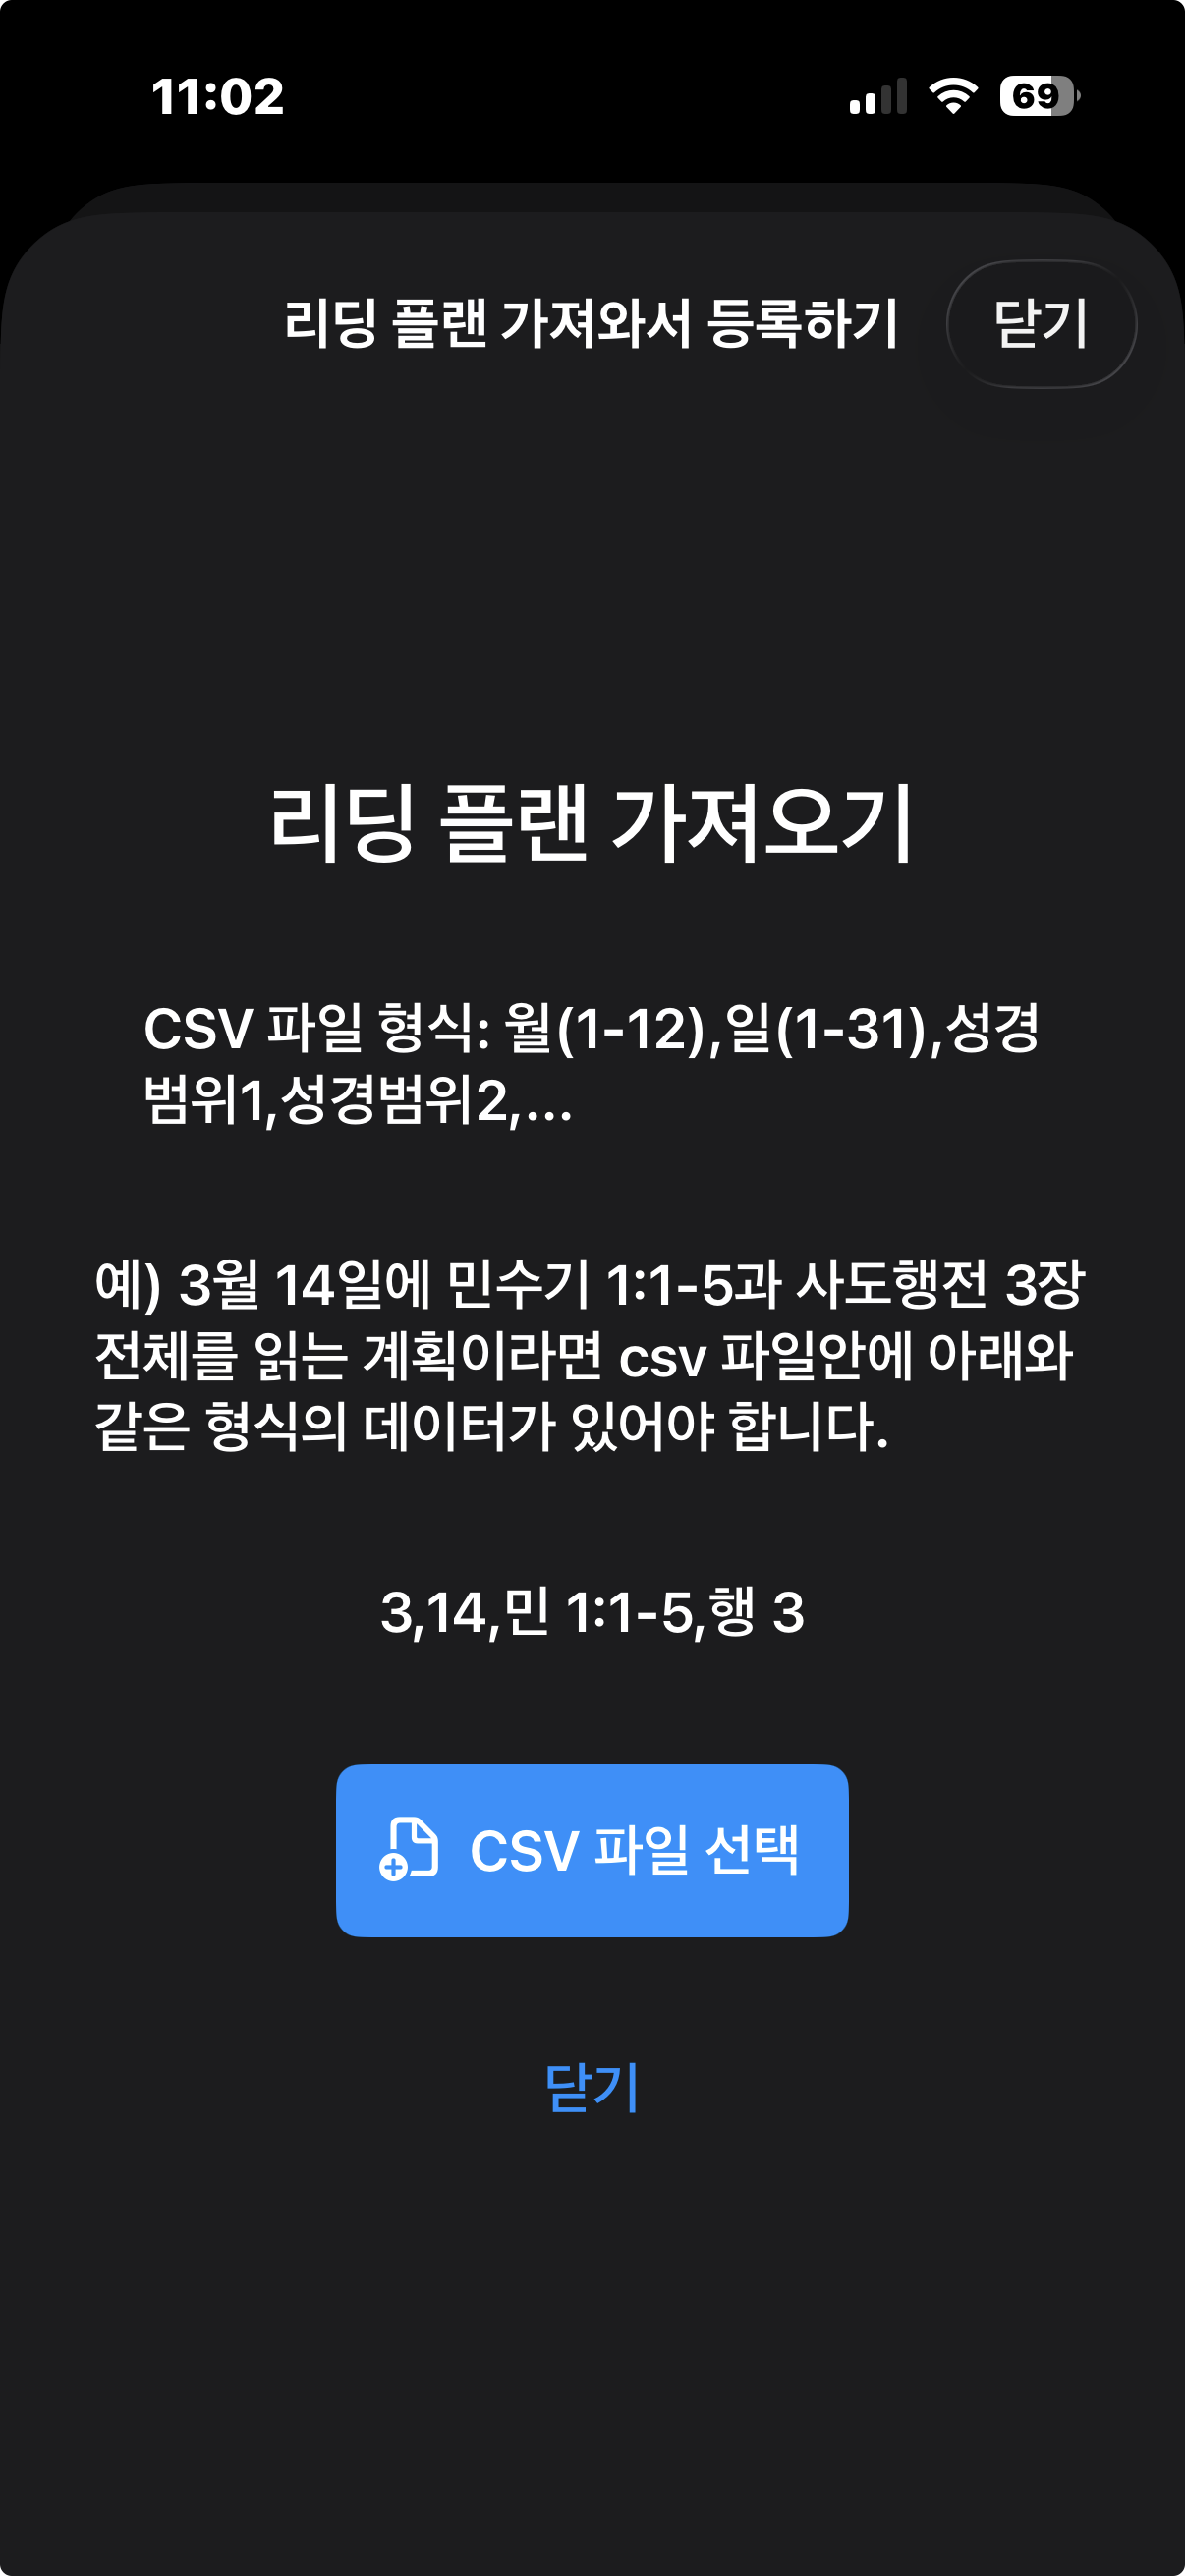 11:02
69
리딩 플랜 가져와서 등록하기
닫기
리딩 플랜 가져오기
CSV 파일 형식: 월(1-12),일(1-31),성경
범위1,성경범위2,...
예) 3월 14일에 민수기 1:1-5과 사도행전 3장
전체를 읽는 계획이라면 csv 파일안에 아래와
같은 형식의 데이터가 있어야 합니다.
3,14,민 1:1-5,행 3
CSV 파일 선택
닫기